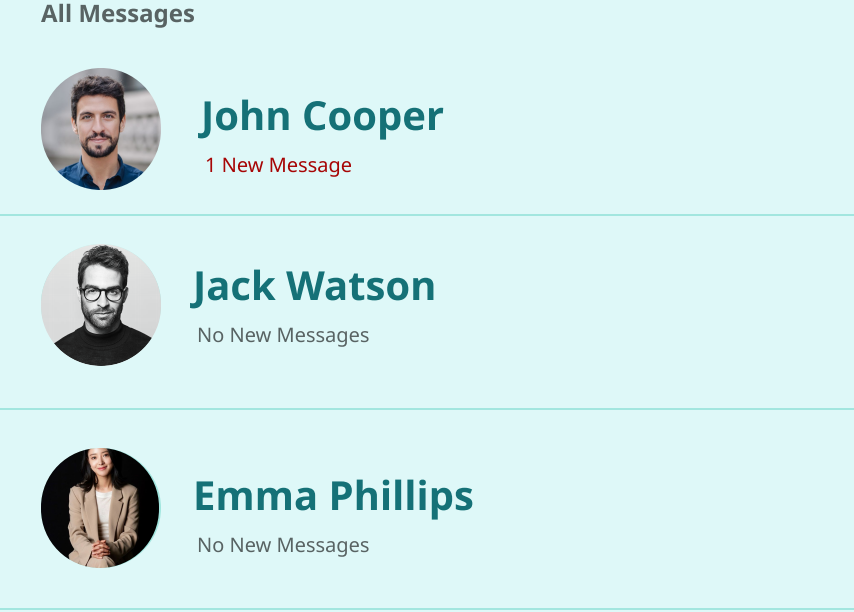 All Messages
John Cooper
1 New Message
Jack Watson
No New Messages
Emma Phillips
No New Messages